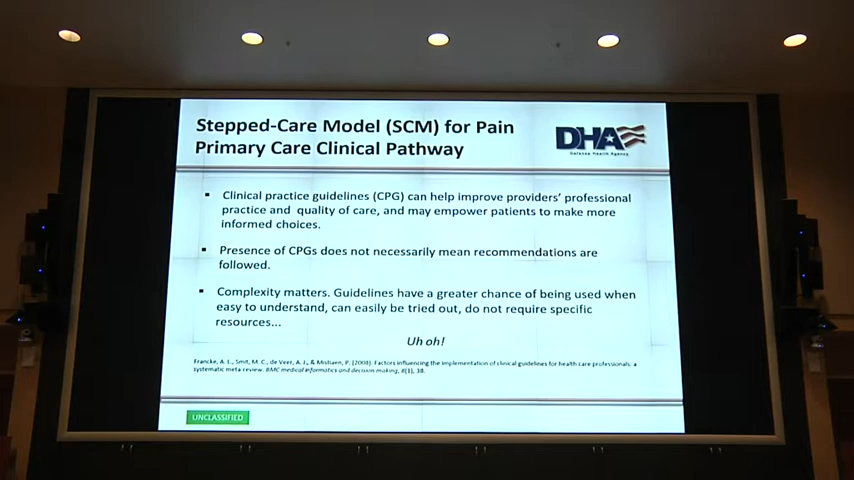 Stepped-Care Model (SCM) for Pain
Primary Care Clinical Pathway
DHA
Defense Health Agency
▪ Clinical practice guidelines (CPG) can help improve providers' professional
practice and quality of care, and may empower patients to make more
informed choices.
▪ Presence of CPGs does not necessarily mean recommendations are
followed.
▪ Complexity matters. Guidelines have a greater chance of being used when
easy to understand, can easily be tried out, do not require specific
resources...
Uh oh!
Francke, A. L., Smit, M. C., de Veer, A. J., & Mistiaen, P. (2008). Factors influencing the implementation of clinical guidelines for health care professionals: a
systematic meta-review. BMC medical informatics and decision making, 8(1), 38.
UNCLASSIFIED